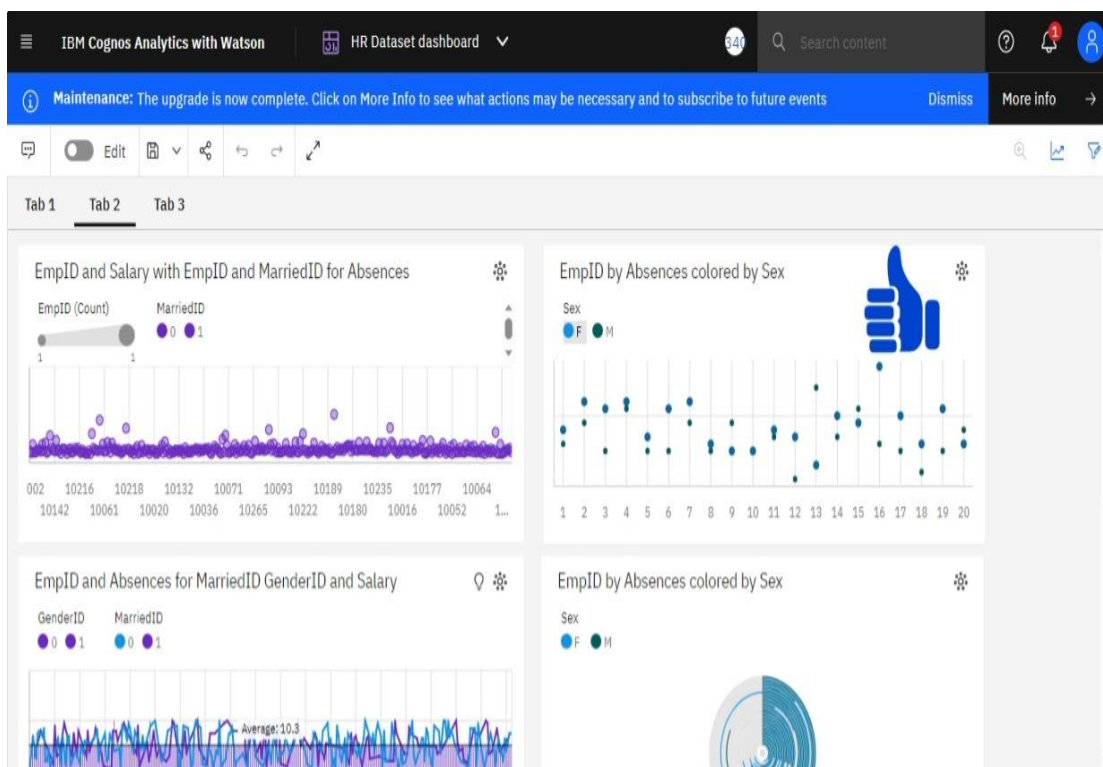 IBM Cognos Analytics with Watson
HR Dataset dashboard
340
Search content
1
Maintenance: The upgrade is now complete. Click on More Info to see what actions may be necessary and to subscribe to future events
Dismiss
More info
Edit
Tab 1 Tab 2 Tab 3
EmpID and Salary with EmpID and MarriedID for Absences
EmpID (Count) MarriedID
0 1
1 1
002 10216 10218 10132 10071 10093 10189 10235 10177 10064
10142 10061 10020 10036 10265 10222 10180 10016 10052 1...
EmpID by Absences colored by Sex
Sex
F M
1 2 3 4 5 6 7 8 9 10 11 12 13 14 15 16 17 18 19 20
EmpID and Absences for MarriedID GenderID and Salary
GenderID MarriedID
0 1 0 1
Average: 10.3
EmpID by Absences colored by Sex
Sex
F M